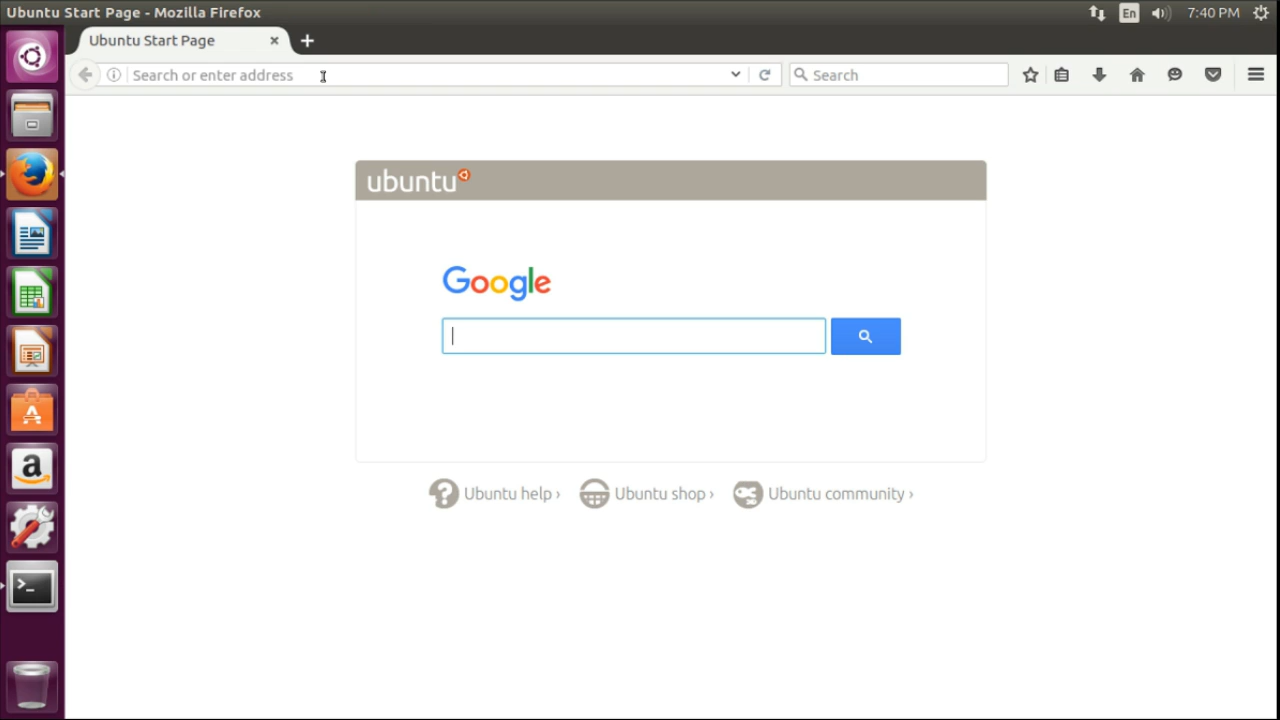 Ubuntu Start Page - Mozilla Firefox
En
7:40 PM
Ubuntu Start Page
Search or enter address
Search
ubuntu
Google
Ubuntu help ›
Ubuntu shop ›
Ubuntu community ›